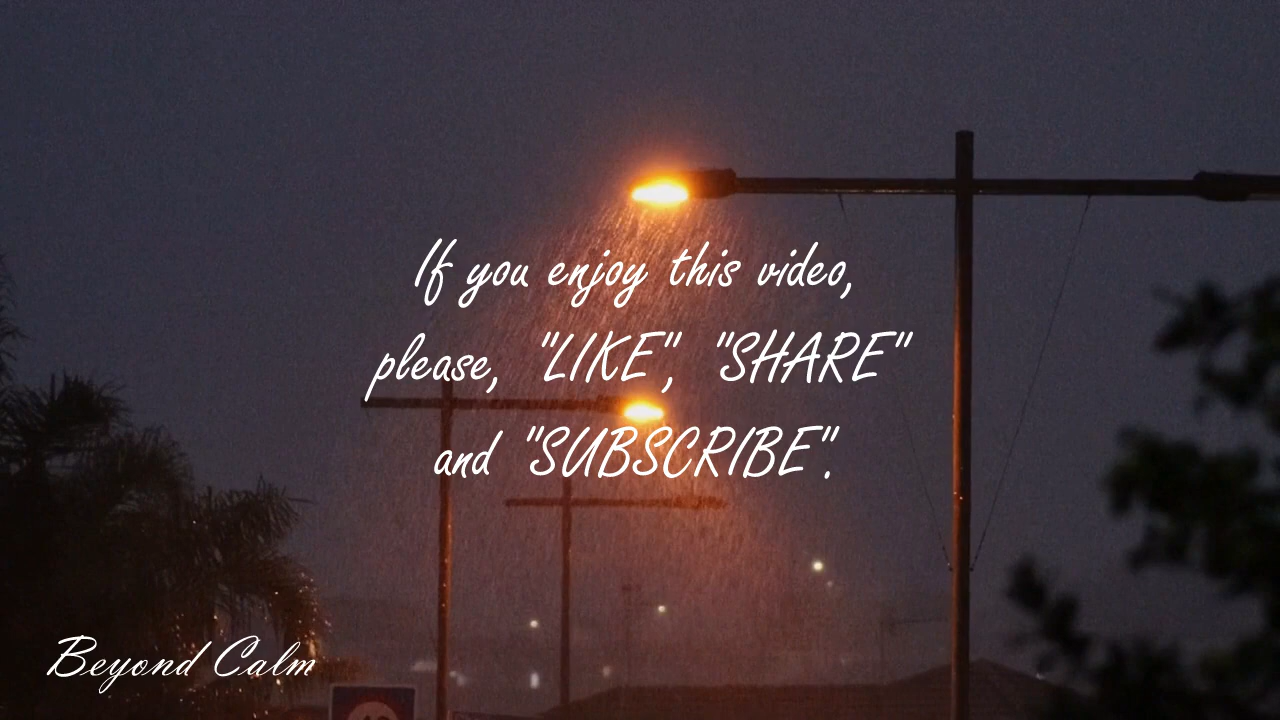 If you enjoy this video,
please, "LIKE", "SHARE"
and "SUBSCRIBE".
Beyond Calm